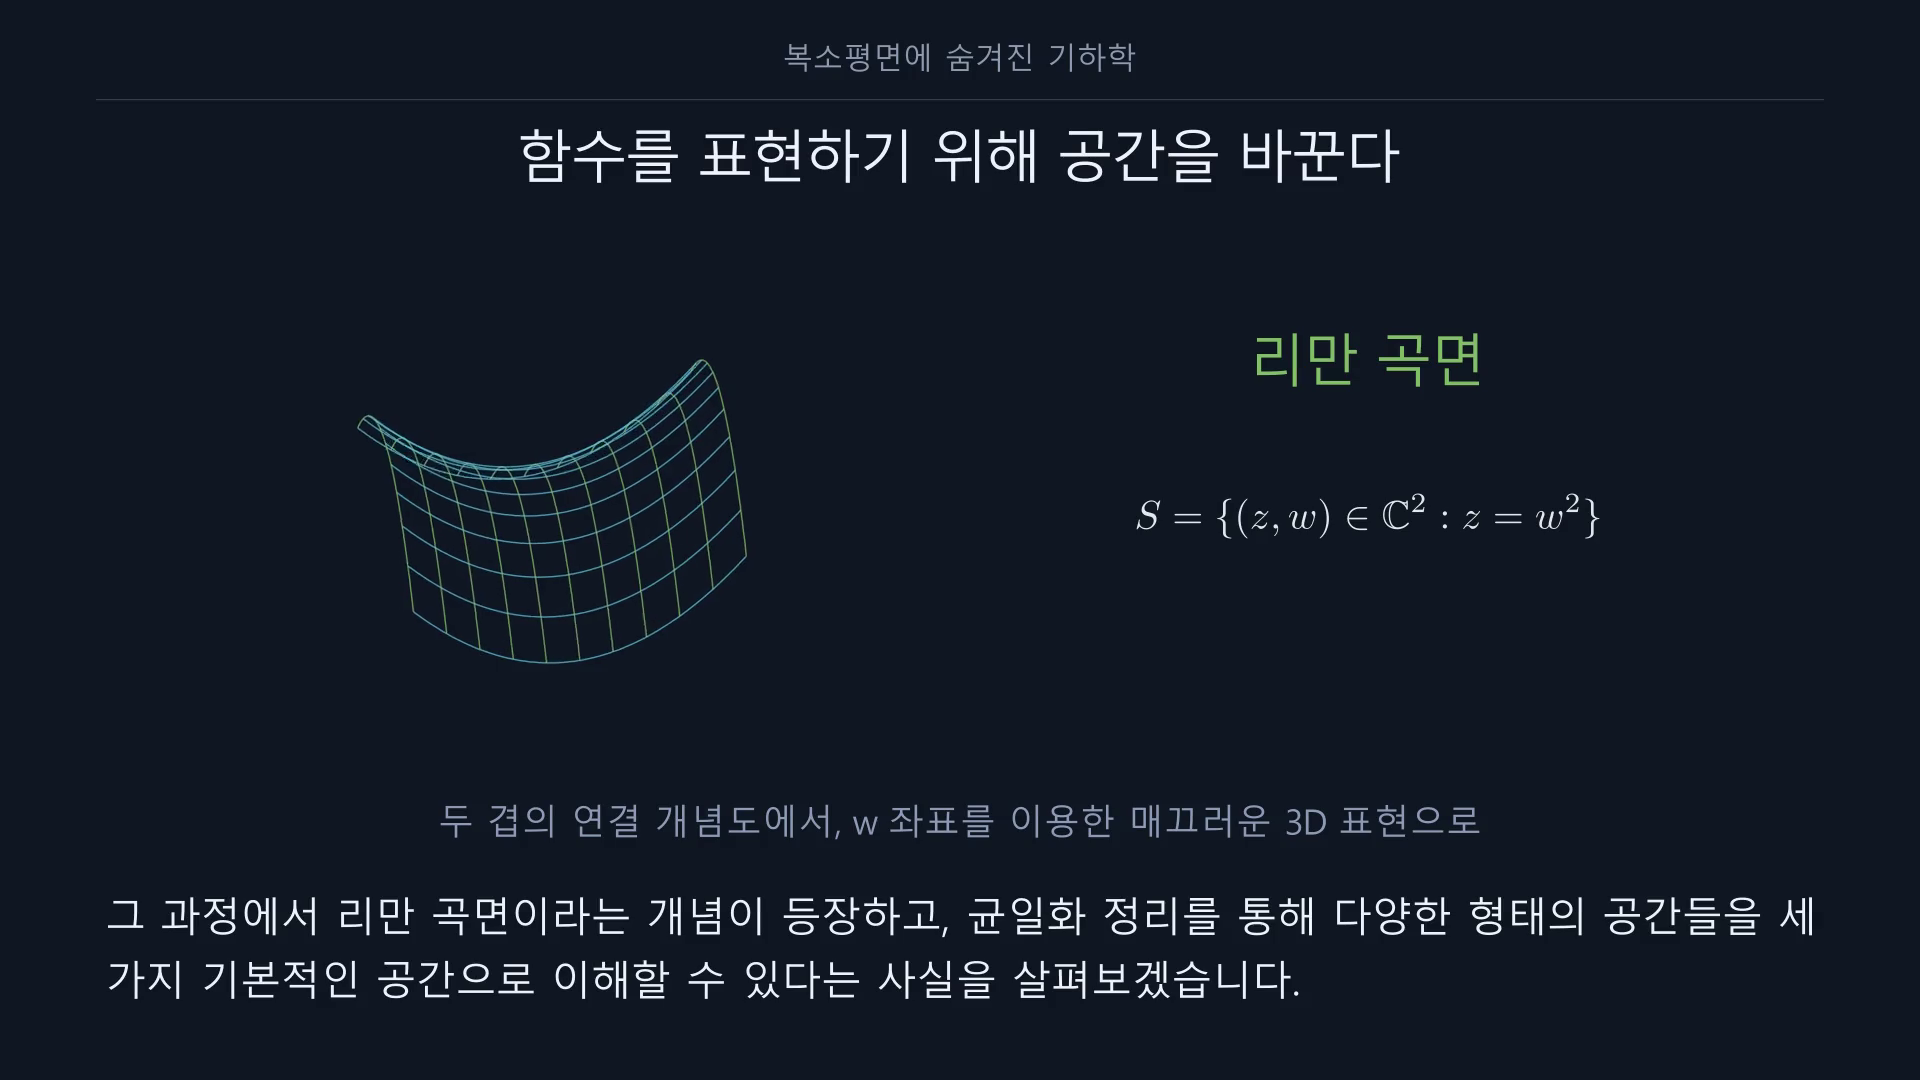 복소평면에 숨겨진 기하학
함수를 표현하기 위해 공간을 바꾼다
리만 곡면
S = {(z, w) ∈ ℂ² : z = w²}
두 겹의 연결 개념도에서, w 좌표를 이용한 매끄러운 3D 표현으로
그 과정에서 리만 곡면이라는 개념이 등장하고, 균일화 정리를 통해 다양한 형태의 공간들을 세
가지 기본적인 공간으로 이해할 수 있다는 사실을 살펴보겠습니다.